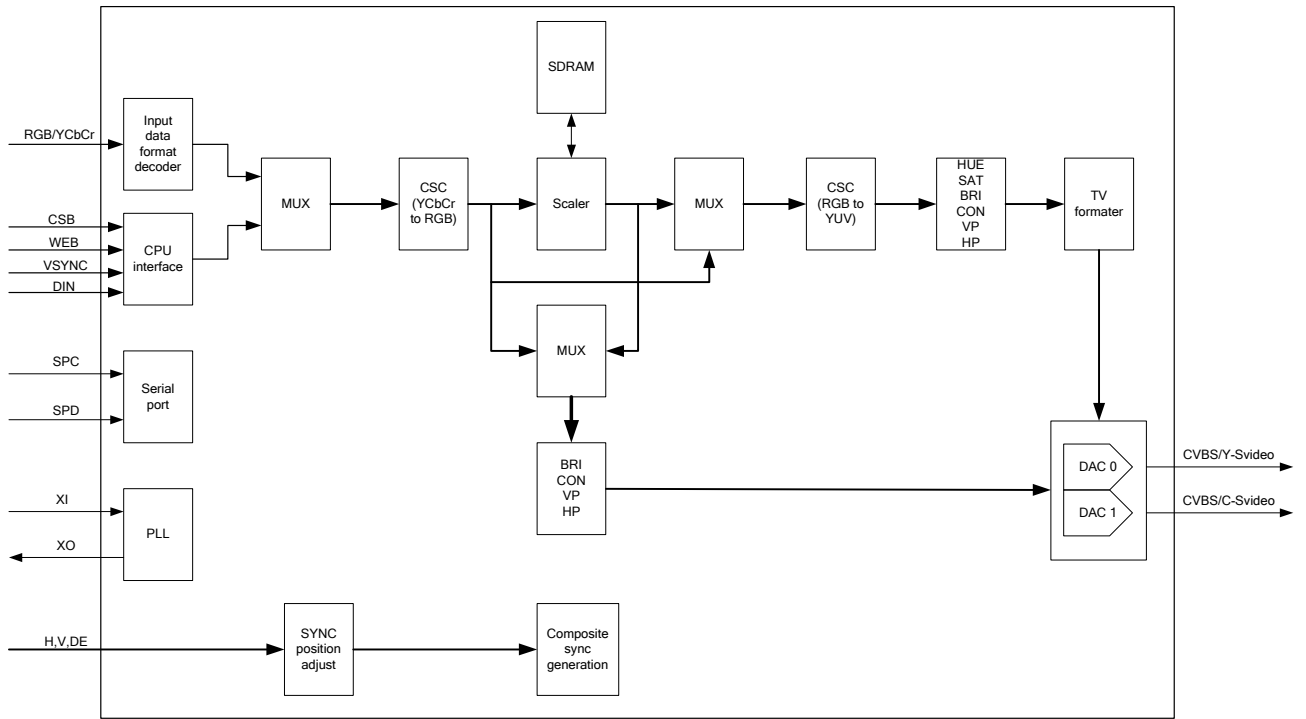 SDRAM
RGB/YCbCr
Input
data
format
decoder
MUX
CSC
(YCbCr
to RGB)
Scaler
MUX
CSC
(RGB to
YUV)
HUE
SAT
BRI
CON
VP
HP
TV
formater
CSB
WEB
VSYNC
DIN
CPU
interface
MUX
SPC
SPD
Serial
port
BRI
CON
VP
HP
DAC 0
DAC 1
CVBS/Y-Svideo
CVBS/C-Svideo
XI
XO
PLL
H,V,DE
SYNC
position
adjust
Composite
sync
generation